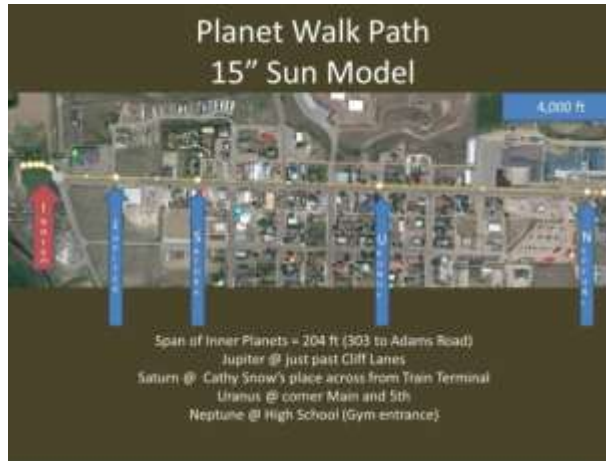 Planet Walk Path
15” Sun Model
4,000 ft
Span of Inner Planets = 204 ft (303 to Adams Road)
Jupiter @ just past Cliff Lanes
Saturn @ Cathy Snow's place across from Train Terminal
Uranus @ corner Main and 5th
Neptune @ High School (Gym entrance)